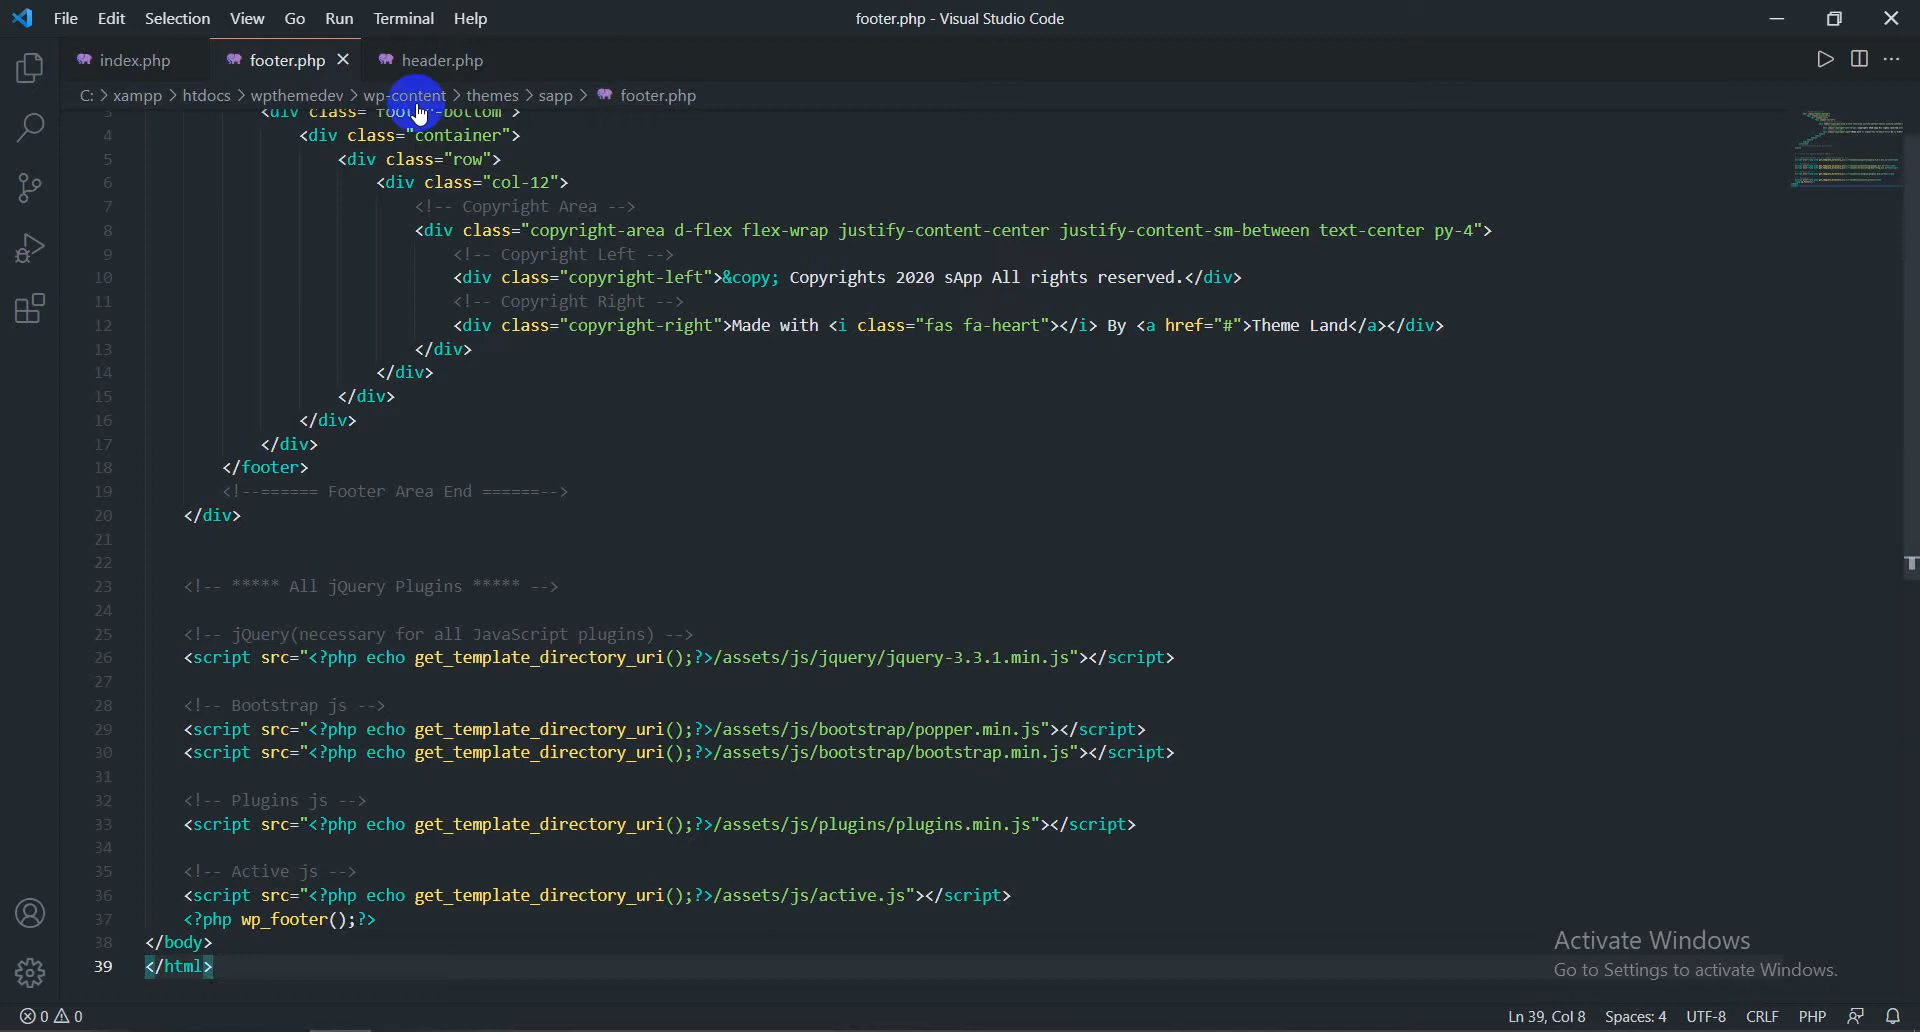 File Edit Selection View Go Run Terminal Help footer.php - Visual Studio Code
index.php footer.php header.php
C: > xampp > htdocs > wpthemedev > wp-content > themes > sapp > footer.php
3 <div class="footer-bottom">
4 <div class="container">
5 <div class="row">
6 <div class="col-12">
7 <!-- Copyright Area -->
8 <div class="copyright-area d-flex flex-wrap justify-content-center justify-content-sm-between text-center py-4">
9 <!-- Copyright Left -->
10 <div class="copyright-left">&copy; Copyrights 2020 sApp All rights reserved.</div>
11 <!-- Copyright Right -->
12 <div class="copyright-right">Made with <i class="fas fa-heart"></i> By <a href="#">Theme Land</a></div>
13 </div>
14 </div>
15 </div>
16 </div>
17 </div>
18 </footer>
19 <!--====== Footer Area End ======-->
20 </div>
21
22
23 <!-- ***** All jQuery Plugins ***** -->
24
25 <!-- jQuery(necessary for all JavaScript plugins) -->
26 <script src="<?php echo get_template_directory_uri();?>/assets/js/jquery/jquery-3.3.1.min.js"></script>
27
28 <!-- Bootstrap js -->
29 <script src="<?php echo get_template_directory_uri();?>/assets/js/bootstrap/popper.min.js"></script>
30 <script src="<?php echo get_template_directory_uri();?>/assets/js/bootstrap/bootstrap.min.js"></script>
31
32 <!-- Plugins js -->
33 <script src="<?php echo get_template_directory_uri();?>/assets/js/plugins/plugins.min.js"></script>
34
35 <!-- Active js -->
36 <script src="<?php echo get_template_directory_uri();?>/assets/js/active.js"></script>
37 <?php wp_footer();?>
38 </body>
39 </html>
Activate Windows
Go to Settings to activate Windows.
0 0 Ln 39, Col 8 Spaces: 4 UTF-8 CRLF PHP